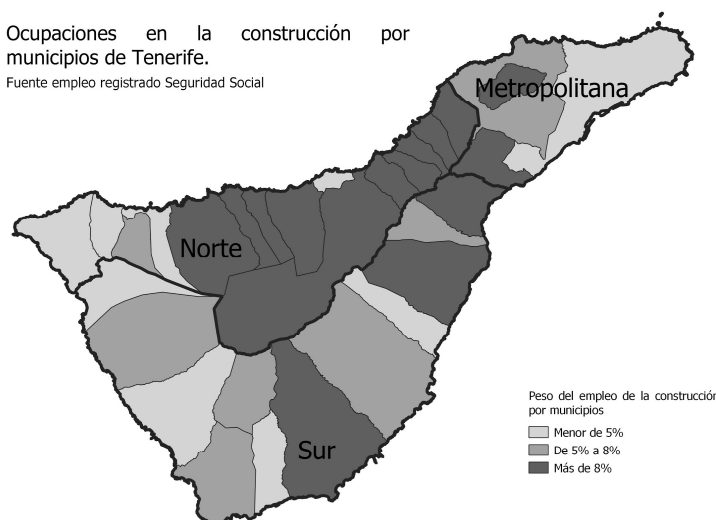 Ocupaciones en la construcción por
municipios de Tenerife.
Fuente empleo registrado Seguridad Social
Metropolitana
Norte
Sur
Peso del empleo de la construcción
por municipios
Menor de 5%
De 5% a 8%
Más de 8%